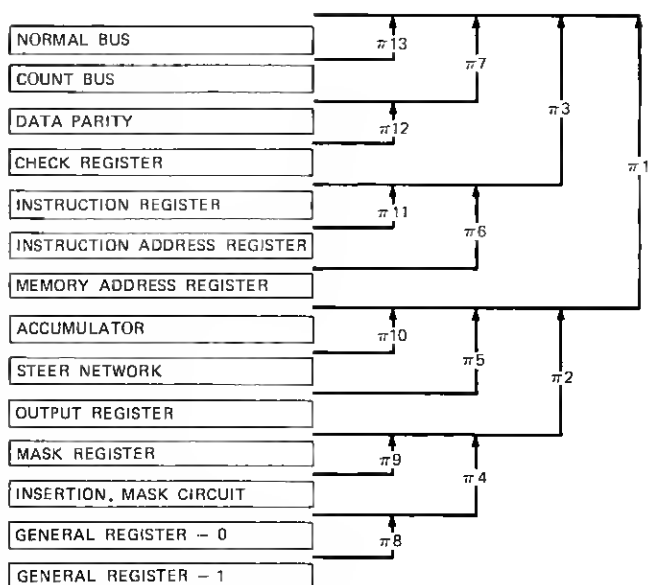 NORMAL BUS
π13
COUNT BUS
π7
DATA PARITY
π3
π12
CHECK REGISTER
π1
INSTRUCTION REGISTER
π11
INSTRUCTION ADDRESS REGISTER
π6
MEMORY ADDRESS REGISTER
ACCUMULATOR
π10
STEER NETWORK
π5
π2
OUTPUT REGISTER
MASK REGISTER
π9
INSERTION, MASK CIRCUIT
π4
GENERAL REGISTER – 0
π8
GENERAL REGISTER – 1